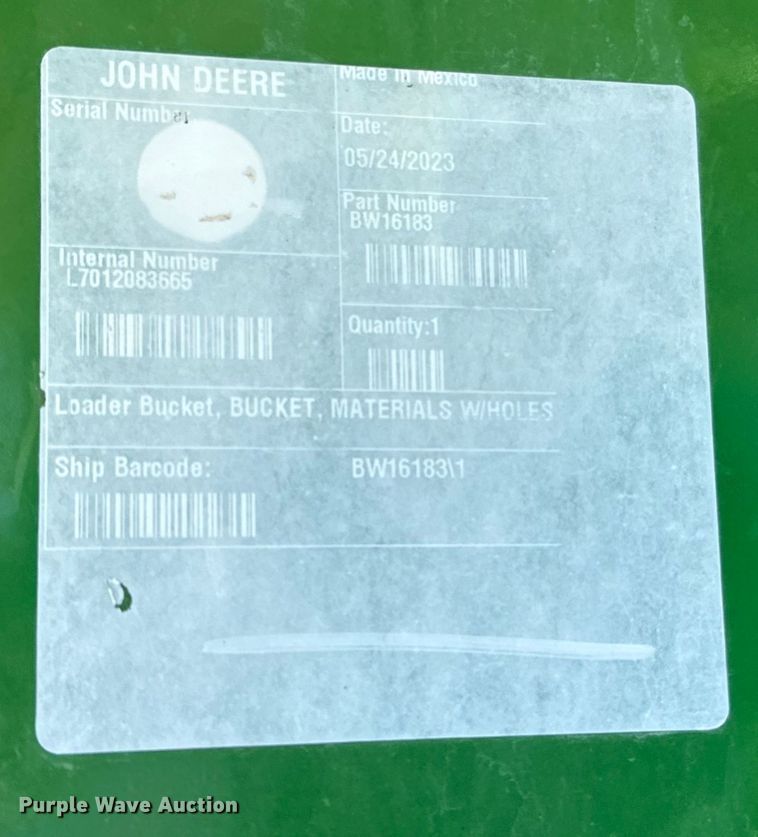 JOHN DEERE
Made in Mexico
Serial Number
Date:
05/24/2023
Part Number
BW16183
Internal Number
L7012083665
Quantity:1
Loader Bucket, BUCKET, MATERIALS W/HOLES
Ship Barcode:
BW16183\1
Purple Wave Auction